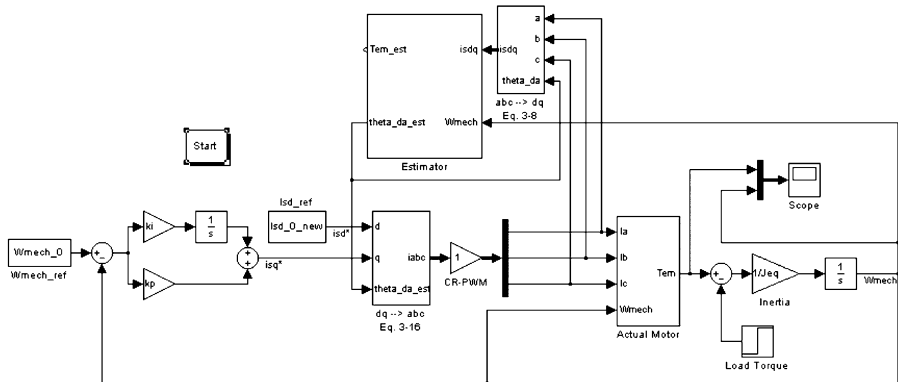 a
b
c
theta_da
isdq
abc --> dq
Eq. 3-8
Tem_est
isdq
theta_da_est
Wmech
Estimator
Start
Isd_ref
Isd_0_new
isd*
d
q
theta_da_est
iabc
dq --> abc
Eq. 3-16
Wmech_0
Wmech_ref
+
-
ki
1
s
kp
+
+
isq*
1
CR-PWM
Ia
Ib
Ic
Wmech
Tem
Actual Motor
Scope
+
-
1/Jeq
Inertia
1
s
Wmech
Load Torque